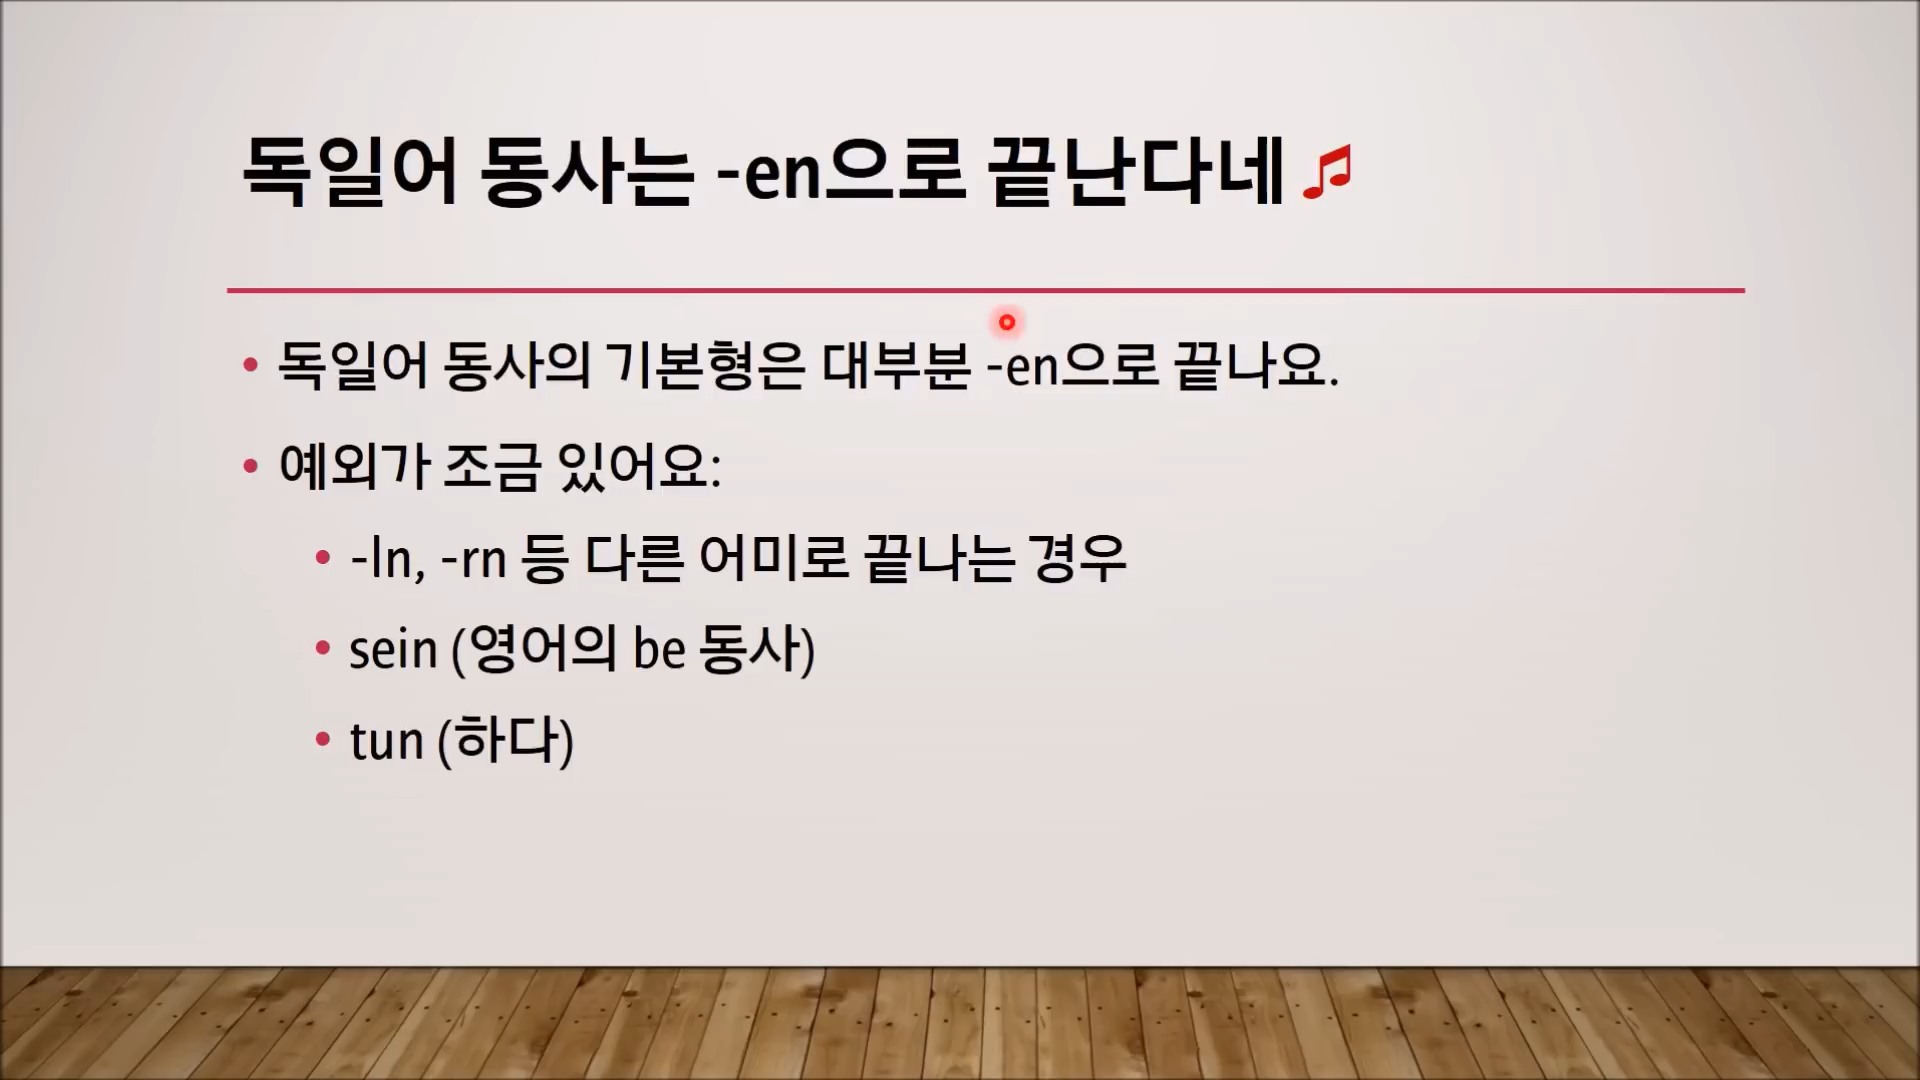 독일어 동사는 -en으로 끝난다네♫
• 독일어 동사의 기본형은 대부분 -en으로 끝나요.
• 예외가 조금 있어요:
• -ln, -rn 등 다른 어미로 끝나는 경우
• sein (영어의 be 동사)
• tun (하다)